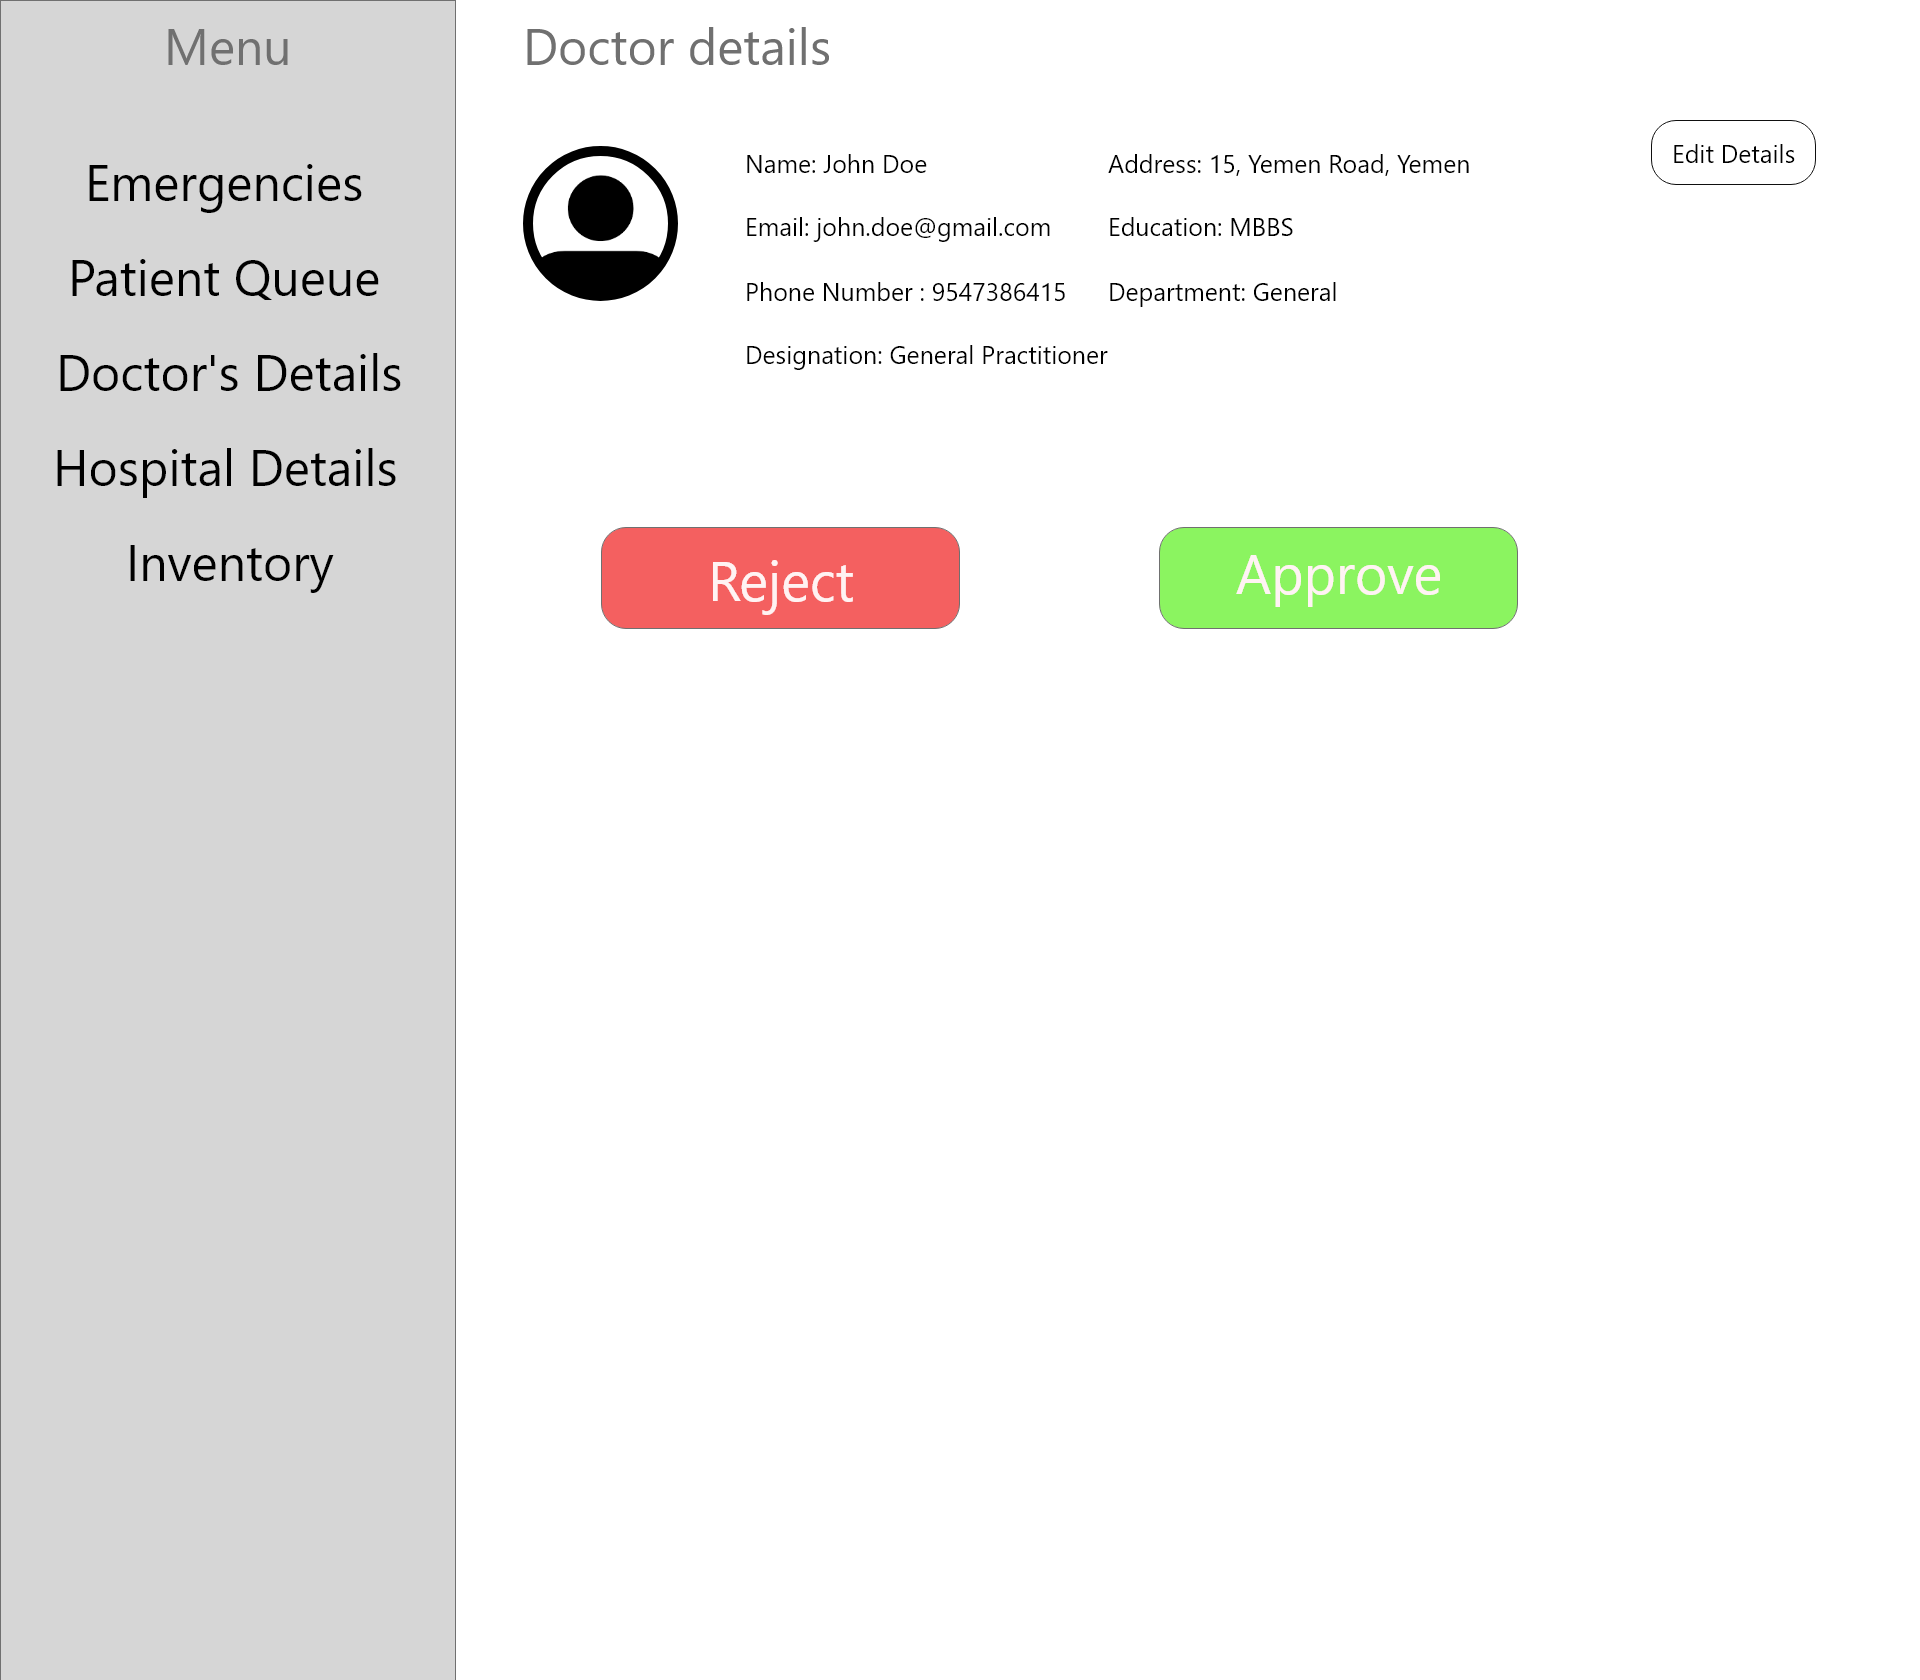 Menu
Emergencies
Patient Queue
Doctor's Details
Hospital Details
Inventory
Doctor details
Edit Details
Name: John Doe
Address: 15, Yemen Road, Yemen
Email: john.doe@gmail.com
Education: MBBS
Phone Number : 9547386415
Department: General
Designation: General Practitioner
Reject
Approve